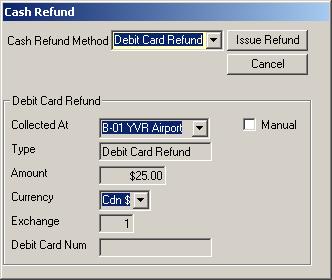 Cash Refund
Cash Refund Method Debit Card Refund Issue Refund
Cancel
Debit Card Refund
Collected At B-01 YVR Airport Manual
Type Debit Card Refund
Amount $25.00
Currency Cdn $
Exchange 1
Debit Card Num